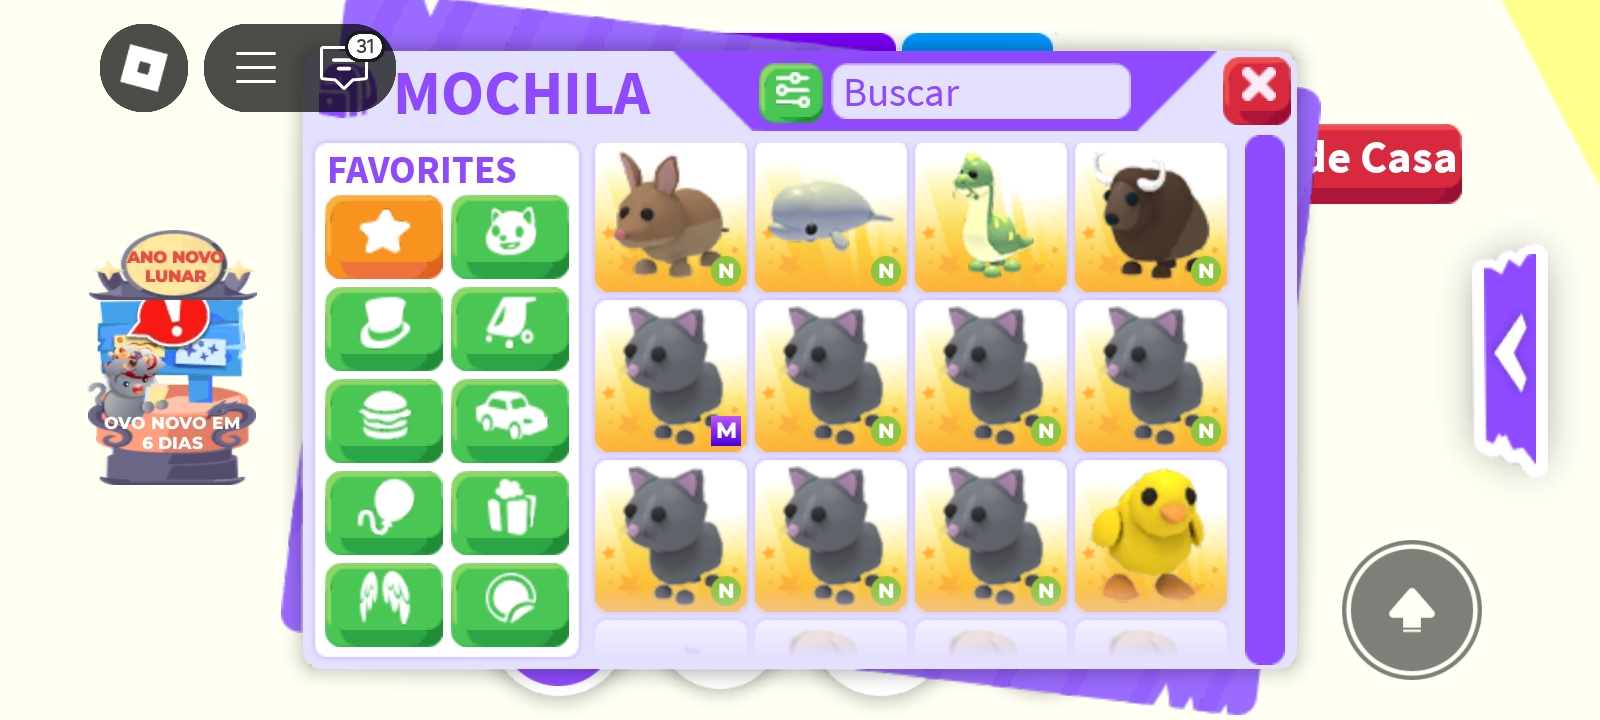 31
MOCHILA
Buscar
FAVORITES
de Casa
ANO NOVO
LUNAR
OVO NOVO EM
6 DIAS
N
N
N
M
N
N
N
N
N
N